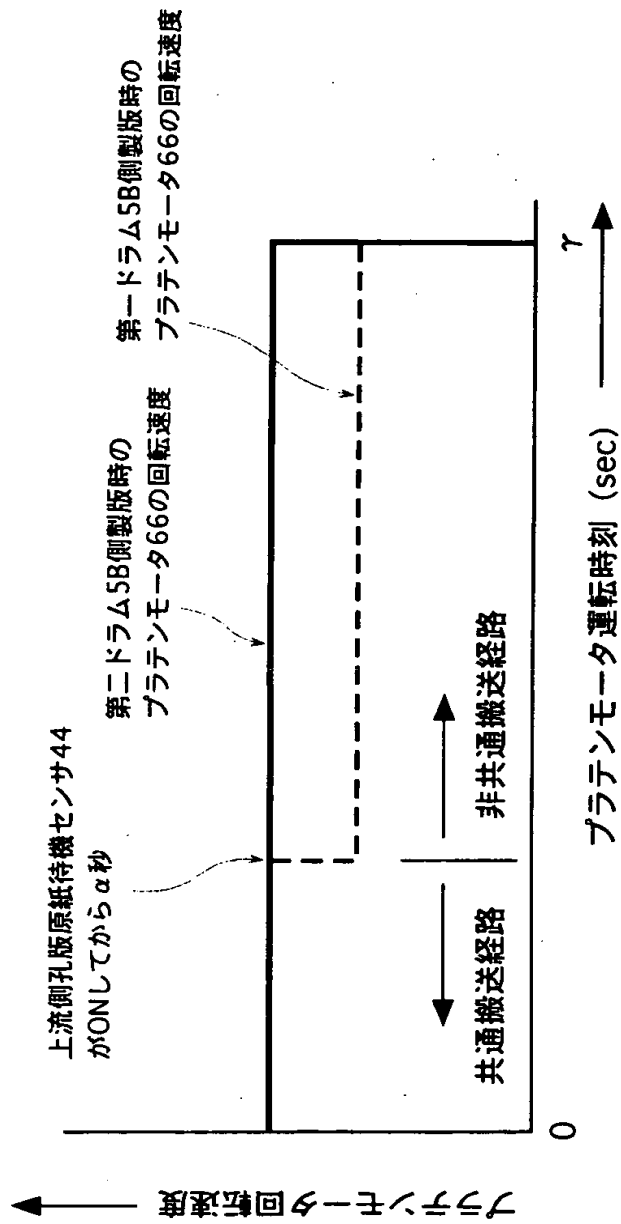 上流側孔版原紙待機センサ44
がONしてからα秒
第二ドラム5B側製版時の
プラテンモータ66の回転速度
第一ドラム5B側製版時の
プラテンモータ66の回転速度
共通搬送経路
非共通搬送経路
プラテンモータ回転速度
0
γ
プラテンモータ運転時刻(sec)